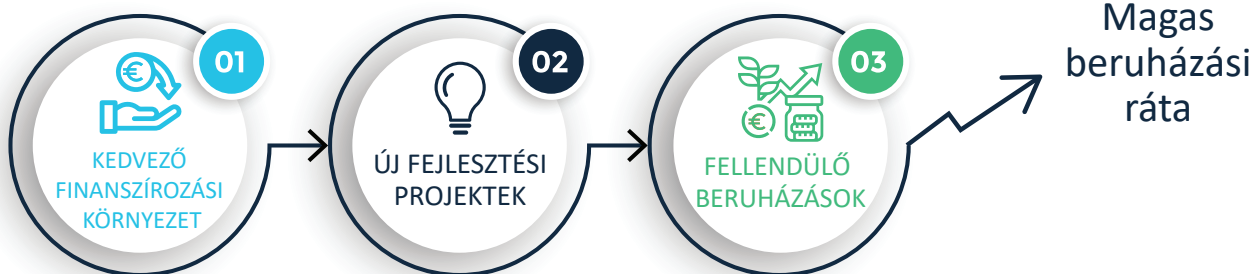 01
KEDVEZŐ
FINANSZÍROZÁSI
KÖRNYEZET
02
ÚJ FEJLESZTÉSI
PROJEKTEK
03
FELLENDÜLŐ
BERUHÁZÁSOK
Magas
beruházási
ráta